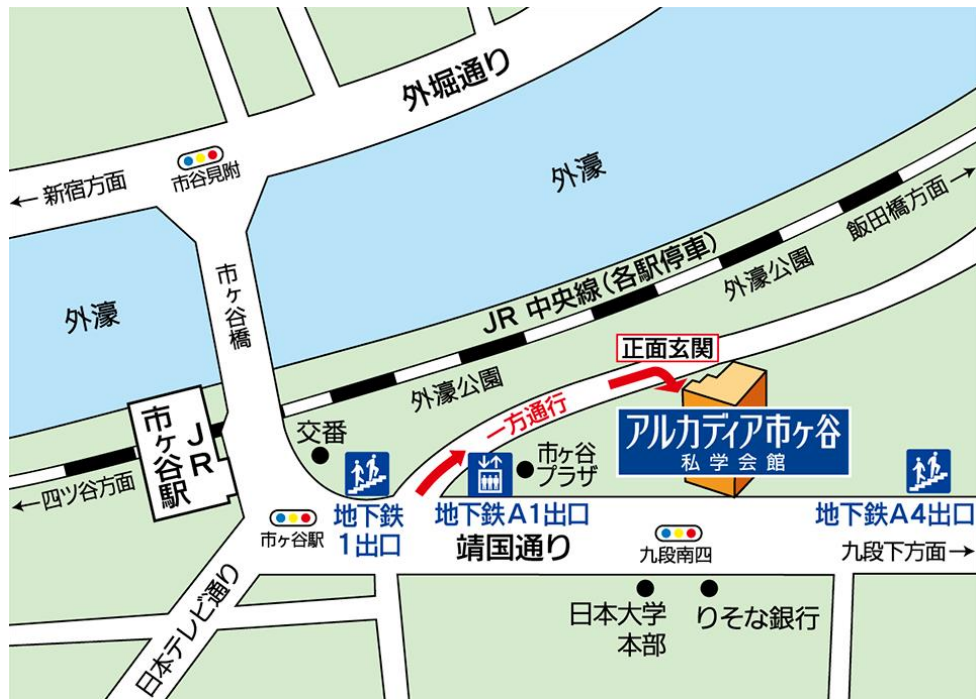 外堀通り
市谷見附
← 新宿方面
外濠
飯田橋方面 →
市ヶ谷橋
外濠
JR 中央線(各駅停車)
外濠公園
正面玄関
外濠公園
一方通行
アルカディア市ヶ谷
私学会館
交番
市ヶ谷
プラザ
JR
市ヶ谷駅
← 四ツ谷方面
地下鉄
1出口
地下鉄A1出口
地下鉄A4出口
市ヶ谷駅
靖国通り
九段南四
九段下方面 →
日本テレビ通り
日本大学
本部
りそな銀行